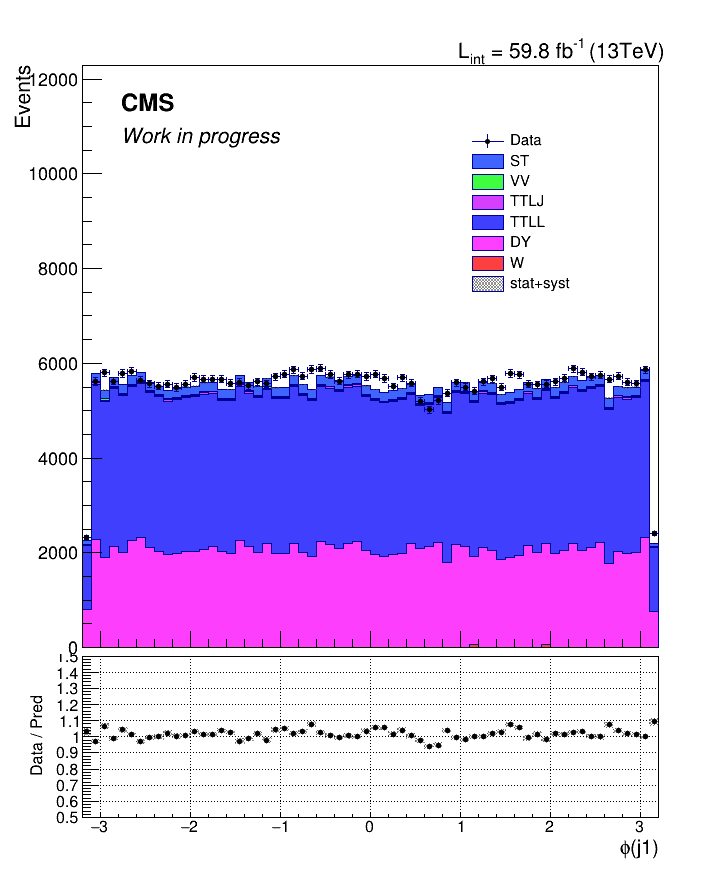 L_int = 59.8 fb^-1 (13TeV)
Events
12000
CMS
Work in progress
Data
10000
ST
VV
TTLJ
TTLL
DY
8000
W
stat+syst
6000
4000
2000
0
1.5
1.4
1.3
1.2
1.1
1
0.9
0.8
0.7
0.6
0.5
Data / Pred
−3 −2 −1 0 1 2 3
ϕ(j1)